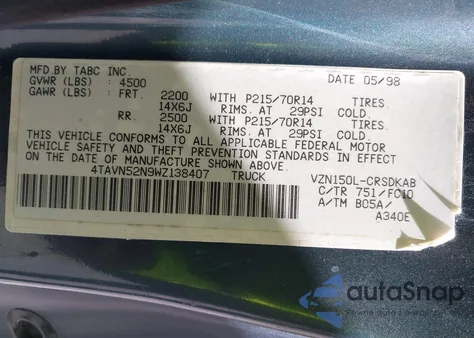 MFD.BY TABC INC. DATE 05/98
GVWR (LBS) : 4500
GAWR (LBS) : FRT. 2200 WITH P215/70R14 TIRES.
14X6J RIMS. AT 29PSI COLD
RR. 2500 WITH P215/70R14 TIRES.
14X6J RIMS. AT 29PSI COLD
THIS VEHICLE CONFORMS TO ALL APPLICABLE FEDERAL MOTOR
VEHICLE SAFETY AND THEFT PREVENTION STANDARDS IN EFFECT
ON THE DATE OF MANUFACTURE SHOWN ABOVE.
4TAVN52N9WZ138407 TRUCK VZN150L-CRSDKAB
C/TR 751/FC10
A/TM B05A/
A340E
autoSnap